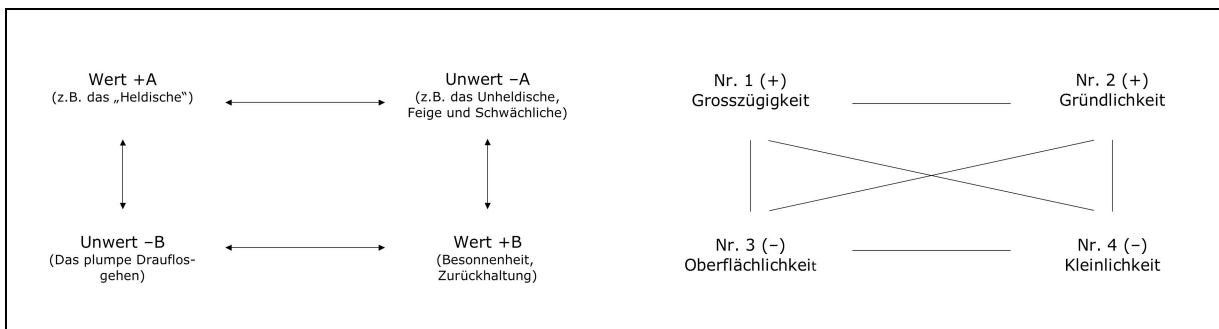 Wert +A
(z.B. das „Heldische“)
Unwert –A
(z.B. das Unheldische,
Feige und Schwächliche)
Unwert –B
(Das plumpe Drauflos-
gehen)
Wert +B
(Besonnenheit,
Zurückhaltung)
Nr. 1 (+)
Grosszügigkeit
Nr. 2 (+)
Gründlichkeit
Nr. 3 (–)
Oberflächlichkeit
Nr. 4 (–)
Kleinlichkeit